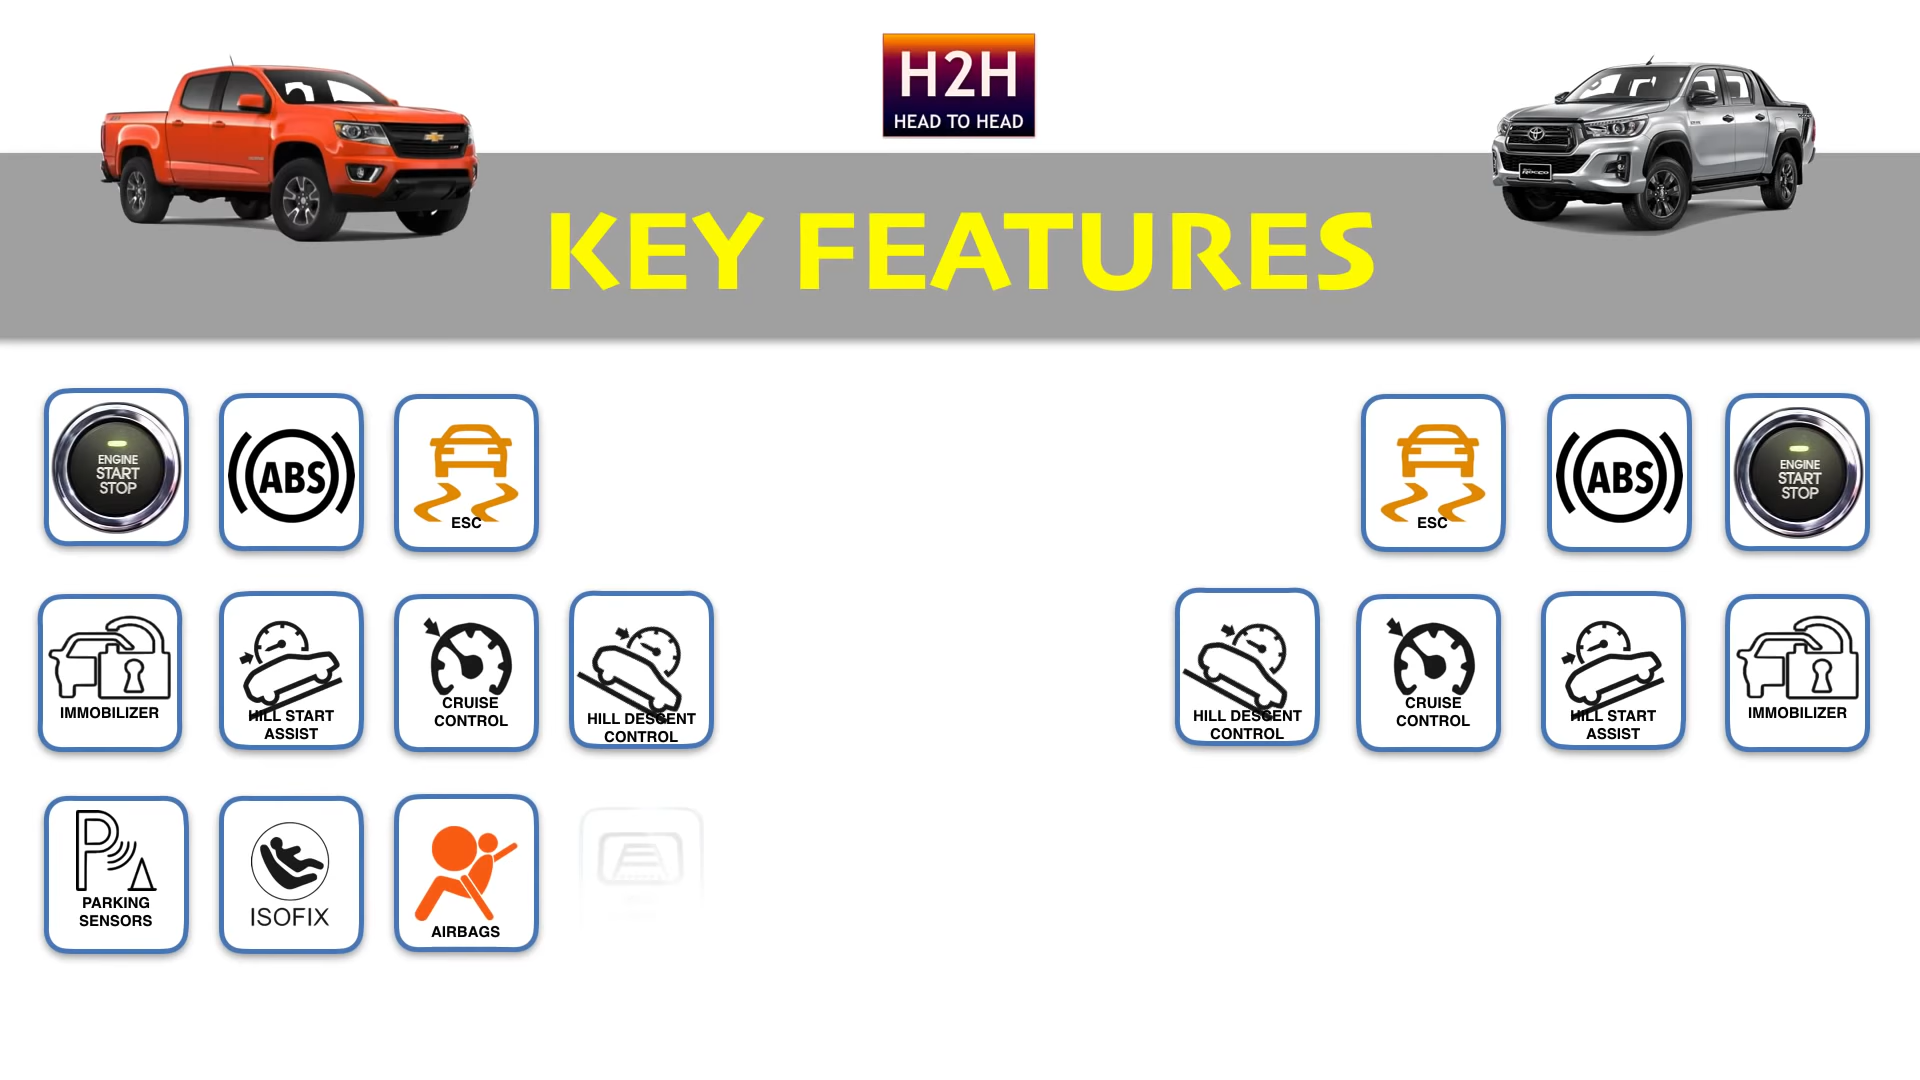 H2H
HEAD TO HEAD
ROCCO
KEY FEATURES
ENGINE
START
STOP
ABS
ESC
ESC
ABS
ENGINE
START
STOP
IMMOBILIZER
HILL START
ASSIST
CRUISE
CONTROL
HILL DESCENT
CONTROL
HILL DESCENT
CONTROL
CRUISE
CONTROL
HILL START
ASSIST
IMMOBILIZER
P
PARKING
SENSORS
ISOFIX
AIRBAGS